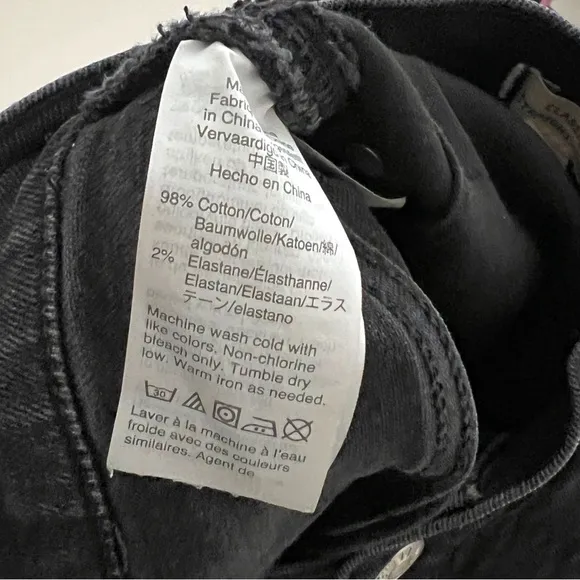 in China
中国製
Hecho en China
98% Cotton/Coton/
Baumwolle/Katoen/綿/
algodón
2% Elastane/Élasthanne/
Elastan/Elastaan/エラス
テーン/elastano
Machine wash cold with
like colors. Non-chlorine
bleach only. Tumble dry
low. Warm iron as needed.
30
Laver à la machine à l'eau
froide avec des couleurs
similaires. Agent de